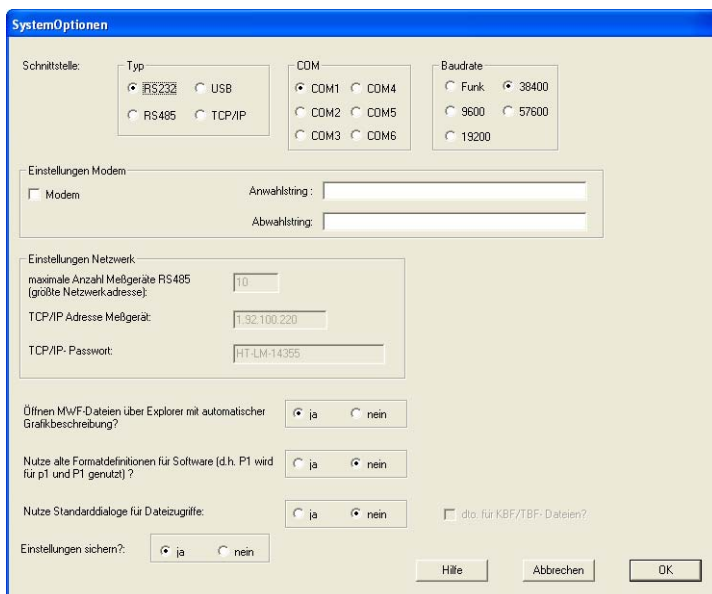 SystemOptionen
Schnittstelle:
Typ
RS232
USB
RS485
TCP/IP
COM
COM1
COM4
COM2
COM5
COM3
COM6
Baudrate
Funk
38400
9600
57600
19200
Einstellungen Modem
Modem
Anwahlstring :
Abwahlstring:
Einstellungen Netzwerk
maximale Anzahl Meßgeräte RS485
(größte Netzwerkadresse):
10
TCP/IP Adresse Meßgerät:
1.92.100.220
TCP/IP- Passwort:
HT-LM-14355
Öffnen MWF-Dateien über Explorer mit automatischer
Grafikbeschreibung?
ja
nein
Nutze alte Formatdefinitionen für Software (d.h. P1 wird
für p1 und P1 genutzt) ?
ja
nein
Nutze Standarddialoge für Dateizugriffe:
ja
nein
dto. für KBF/TBF- Dateien?
Einstellungen sichern?:
ja
nein
Hilfe
Abbrechen
OK